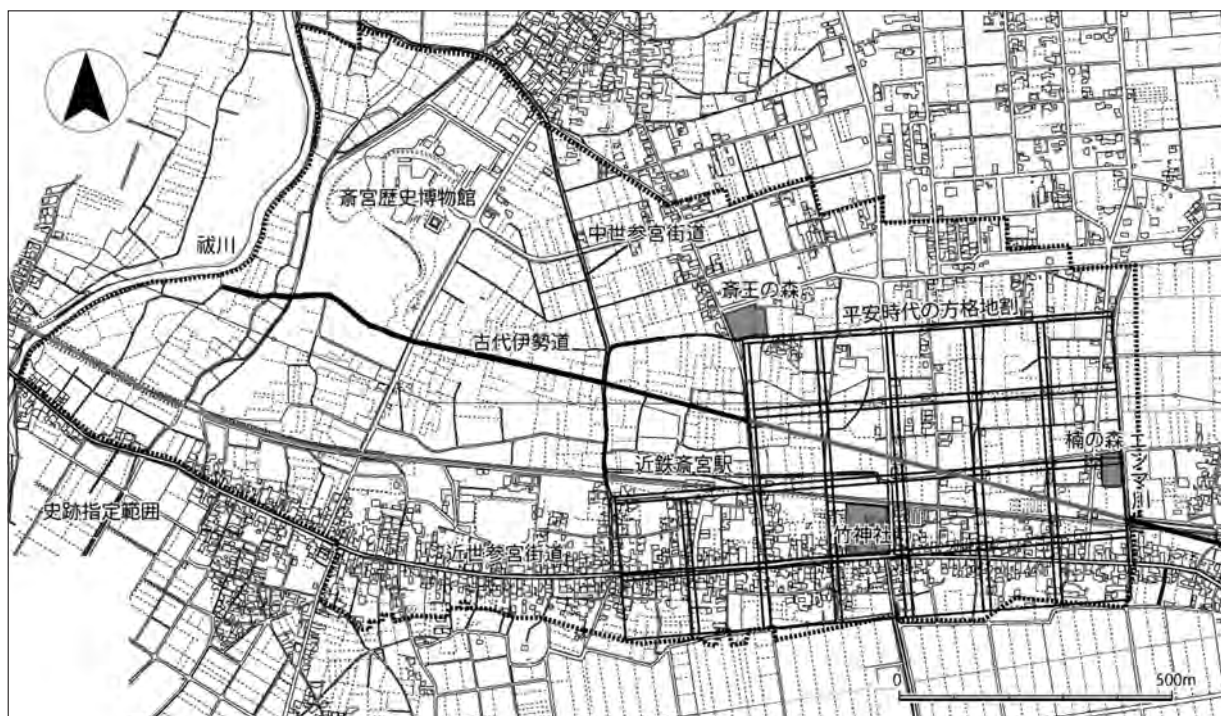 斎宮歴史博物館
中世参宮街道
祓川
斎王の森
平安時代の方格地割
古代伊勢道
楠の森
エンマ川
近鉄斎宮駅
史跡指定範囲
竹神社
近世参宮街道
0
500m